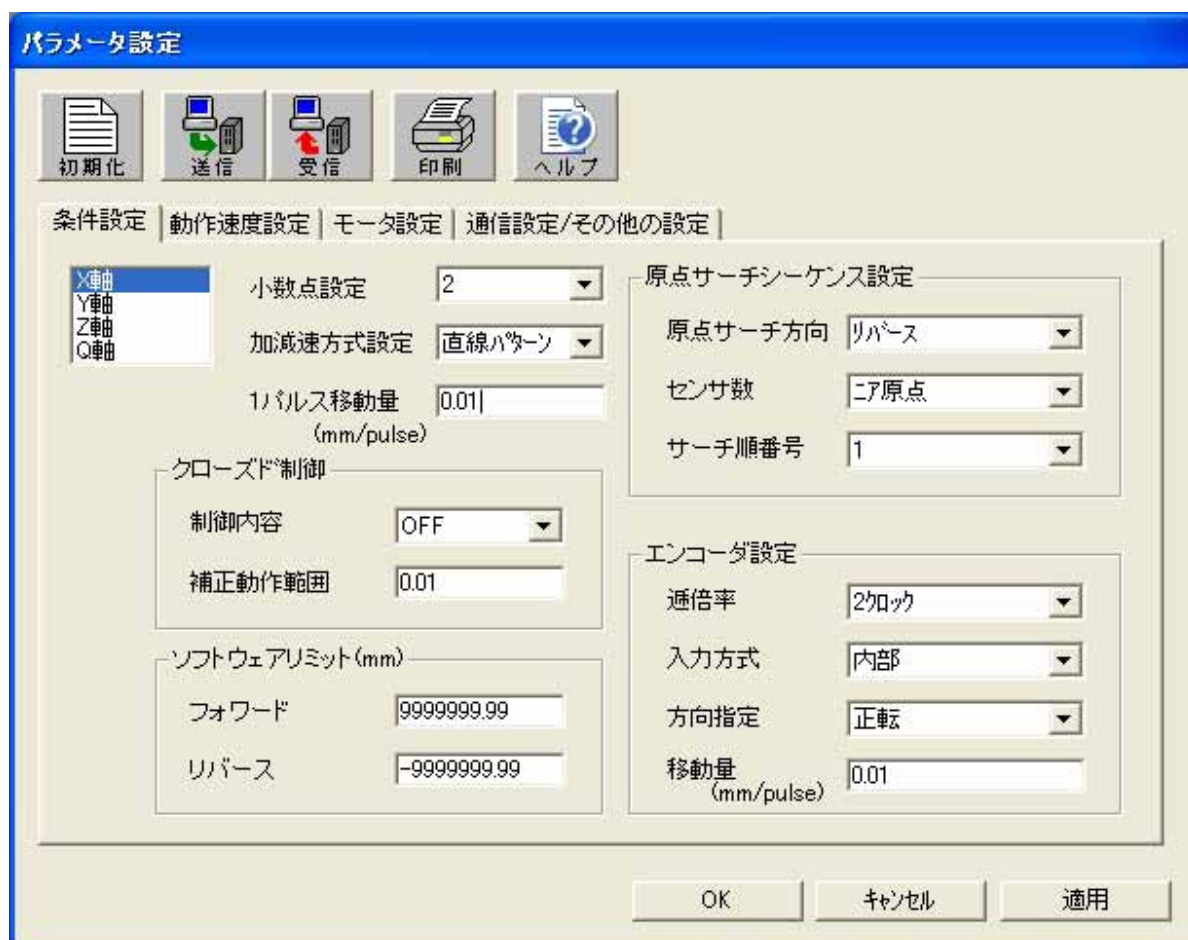 パラメータ設定
初期化
送信
受信
印刷
ヘルプ
条件設定
動作速度設定
モータ設定
通信設定/その他の設定
X軸
Y軸
Z軸
Q軸
小数点設定
2
加減速方式設定
直線パターン
1パルス移動量
(mm/pulse)
0.01
クローズド制御
制御内容
OFF
補正動作範囲
0.01
ソフトウェアリミット(mm)
フォワード
9999999.99
リバース
-9999999.99
原点サーチシーケンス設定
原点サーチ方向
リバース
センサ数
ニア原点
サーチ順番号
1
エンコーダ設定
逓倍率
2クロック
入力方式
内部
方向指定
正転
移動量
(mm/pulse)
0.01
OK
キャンセル
適用